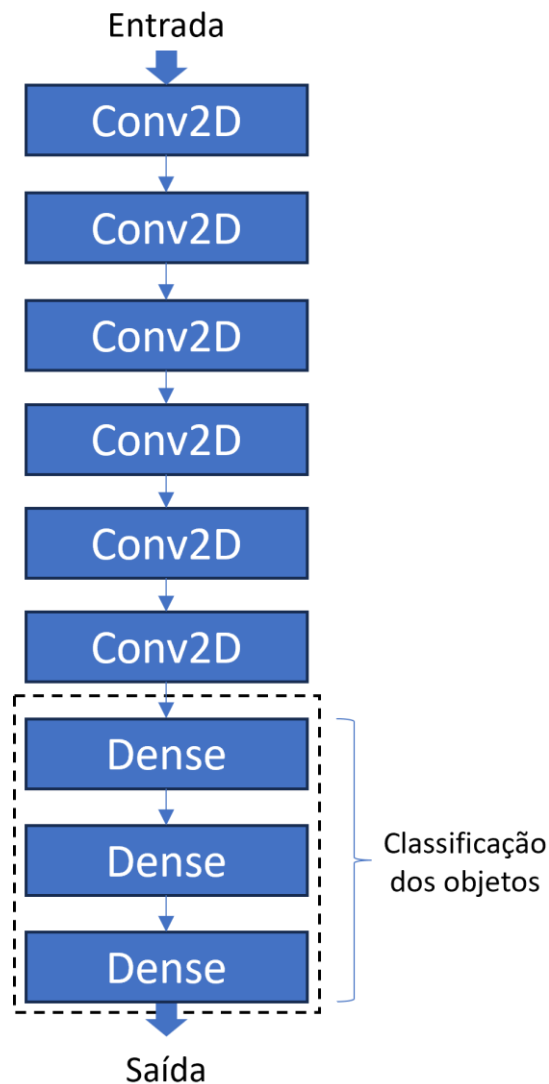 Entrada
Conv2D
Conv2D
Conv2D
Conv2D
Conv2D
Conv2D
Dense
Dense
Dense
Classificação
dos objetos
Saída